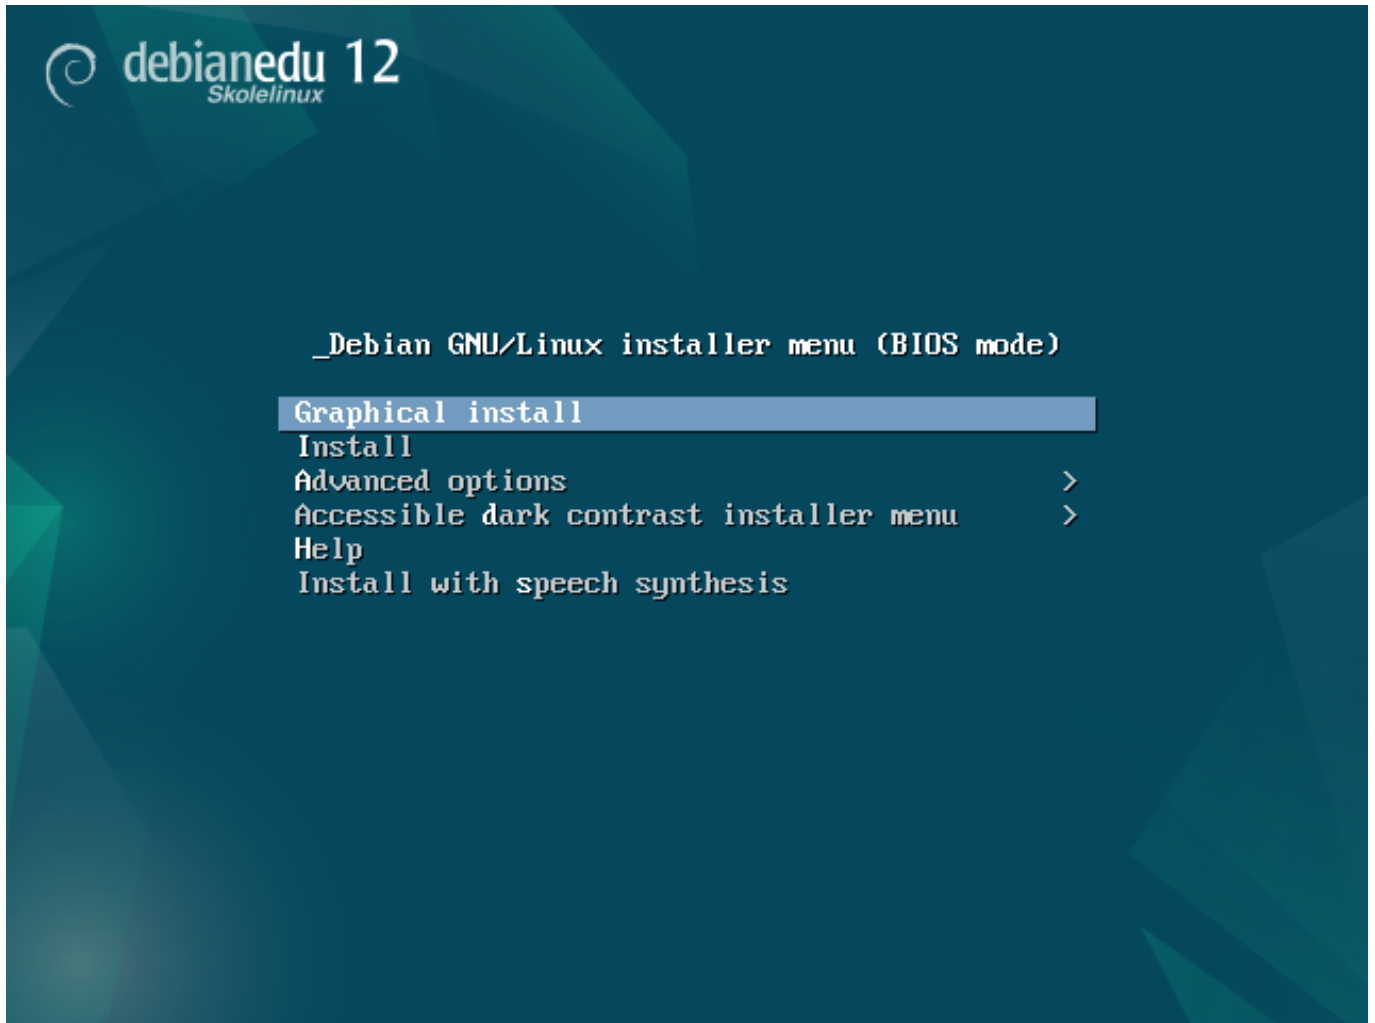 debianedu 12
Skolelinux
_Debian GNU/Linux installer menu (BIOS mode)
Graphical install
Install
Advanced options >
Accessible dark contrast installer menu >
Help
Install with speech synthesis